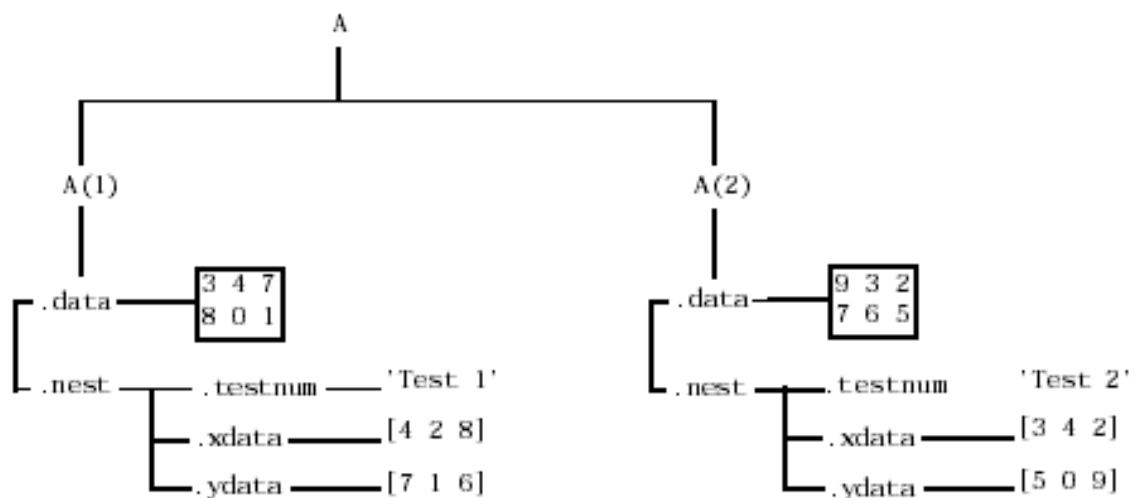 A
A(1) A(2)
.data 3 4 7
8 0 1
.data 9 3 2
7 6 5
.nest .testnum 'Test 1'
.xdata [4 2 8]
.ydata [7 1 6]
.nest .testnum 'Test 2'
.xdata [3 4 2]
.ydata [5 0 9]